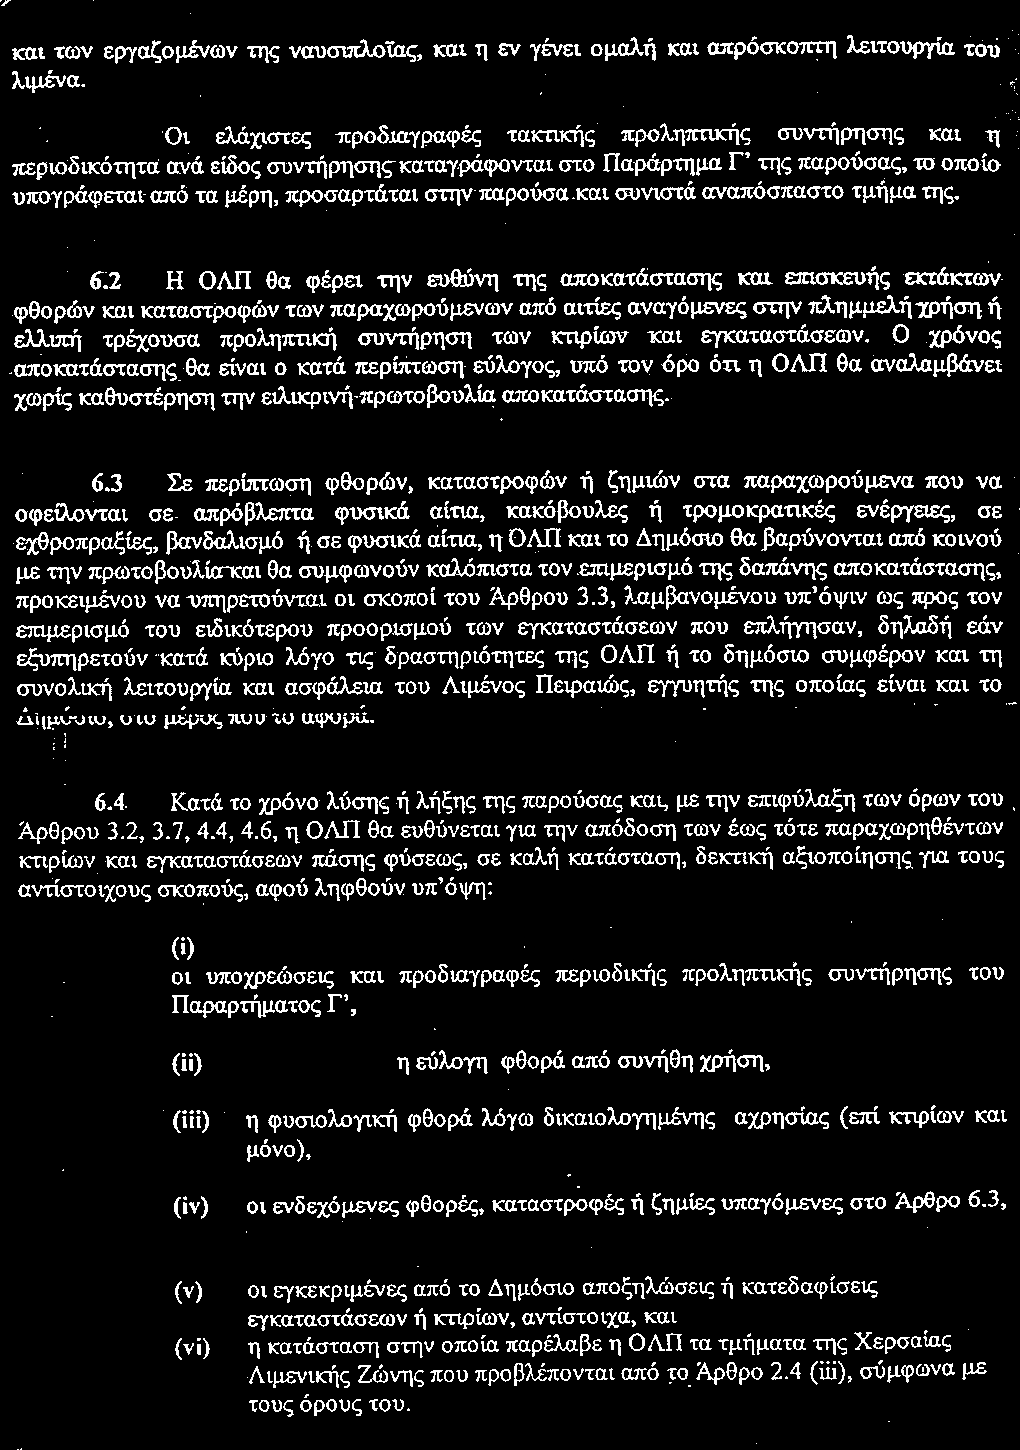 και των εργαζομένων της ναυσιπλοΐας, και η εν γένει ομαλή και απρόσκοπτη λειτουργία του
λιμένα.
Οι ελάχιστες προδιαγραφές τακτικής προληπτικής συντήρησης και η
περιοδικότητα ανά είδος συντήρησης καταγράφονται στο Παράρτημα Γ’ της παρούσας, το οποίο
υπογράφεται από τα μέρη, προσαρτάται στην παρούσα και συνιστά αναπόσπαστο τμήμα της.
6.2 Η ΟΛΠ θα φέρει την ευθύνη της αποκατάστασης και επισκευής εκτάκτων
φθορών και καταστροφών των παραχωρούμενων από αιτίες αναγόμενες στην πλημμελή χρήση ή
ελλιπή τρέχουσα προληπτική συντήρηση των κτιρίων και εγκαταστάσεων. Ο χρόνος
αποκατάστασης θα είναι ο κατά περίπτωση εύλογος, υπό τον όρο ότι η ΟΛΠ θα αναλαμβάνει
χωρίς καθυστέρηση την ειλικρινή πρωτοβουλία αποκατάστασης.
6.3 Σε περίπτωση φθορών, καταστροφών ή ζημιών στα παραχωρούμενα που να
οφείλονται σε απρόβλεπτα φυσικά αίτια, κακόβουλες ή τρομοκρατικές ενέργειες, σε
εχθροπραξίες, βανδαλισμό ή σε φυσικά αίτια, η ΟΛΠ και το Δημόσιο θα βαρύνονται από κοινού
με την πρωτοβουλία και θα συμφωνούν καλόπιστα τον επιμερισμό της δαπάνης αποκατάστασης,
προκειμένου να υπηρετούνται οι σκοποί του Άρθρου 3.3, λαμβανομένου υπ’όψιν ως προς τον
επιμερισμό του ειδικότερου προορισμού των εγκαταστάσεων που επλήγησαν, δηλαδή εάν
εξυπηρετούν κατά κύριο λόγο τις δραστηριότητες της ΟΛΠ ή το δημόσιο συμφέρον και τη
συνολική λειτουργία και ασφάλεια του Λιμένος Πειραιώς, εγγυητής της οποίας είναι και το
Δημόσιο, στο μέρος που το αφορά.
6.4 Κατά το χρόνο λύσης ή λήξης της παρούσας και, με την επιφύλαξη των όρων του
Άρθρου 3.2, 3.7, 4.4, 4.6, η ΟΛΠ θα ευθύνεται για την απόδοση των έως τότε παραχωρηθέντων
κτιρίων και εγκαταστάσεων πάσης φύσεως, σε καλή κατάσταση, δεκτική αξιοποίησης για τους
αντίστοιχους σκοπούς, αφού ληφθούν υπ’όψη:
(i)
οι υποχρεώσεις και προδιαγραφές περιοδικής προληπτικής συντήρησης του
Παραρτήματος Γ’,
(ii) η εύλογη φθορά από συνήθη χρήση,
(iii) η φυσιολογική φθορά λόγω δικαιολογημένης αχρησίας (επί κτιρίων και
μόνο),
(iv) οι ενδεχόμενες φθορές, καταστροφές ή ζημίες υπαγόμενες στο Άρθρο 6.3,
(v) οι εγκεκριμένες από το Δημόσιο αποξηλώσεις ή κατεδαφίσεις
εγκαταστάσεων ή κτιρίων, αντίστοιχα, και
(vi) η κατάσταση στην οποία παρέλαβε η ΟΛΠ τα τμήματα της Χερσαίας
Λιμενικής Ζώνης που προβλέπονται από το Άρθρο 2.4 (iii), σύμφωνα με
τους όρους του.